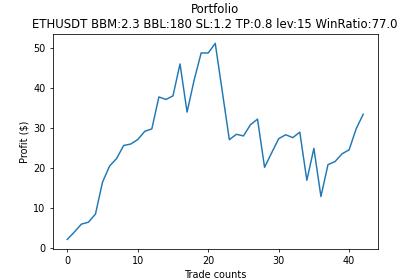 Portfolio
ETHUSDT BBM:2.3 BBL:180 SL:1.2 TP:0.8 lev:15 WinRatio:77.0
50
40
30
20
10
0
Profit ($)
0 10 20 30 40
Trade counts